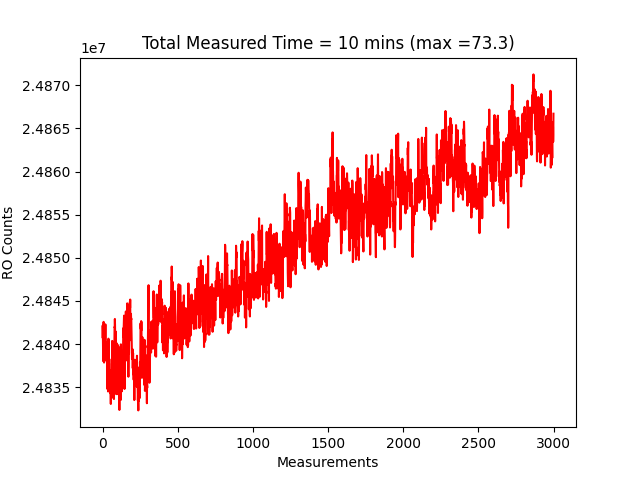 Total Measured Time = 10 mins (max =73.3)
1e7
2.4870
2.4865
2.4860
2.4855
2.4850
2.4845
2.4840
2.4835
RO Counts
0 500 1000 1500 2000 2500 3000
Measurements